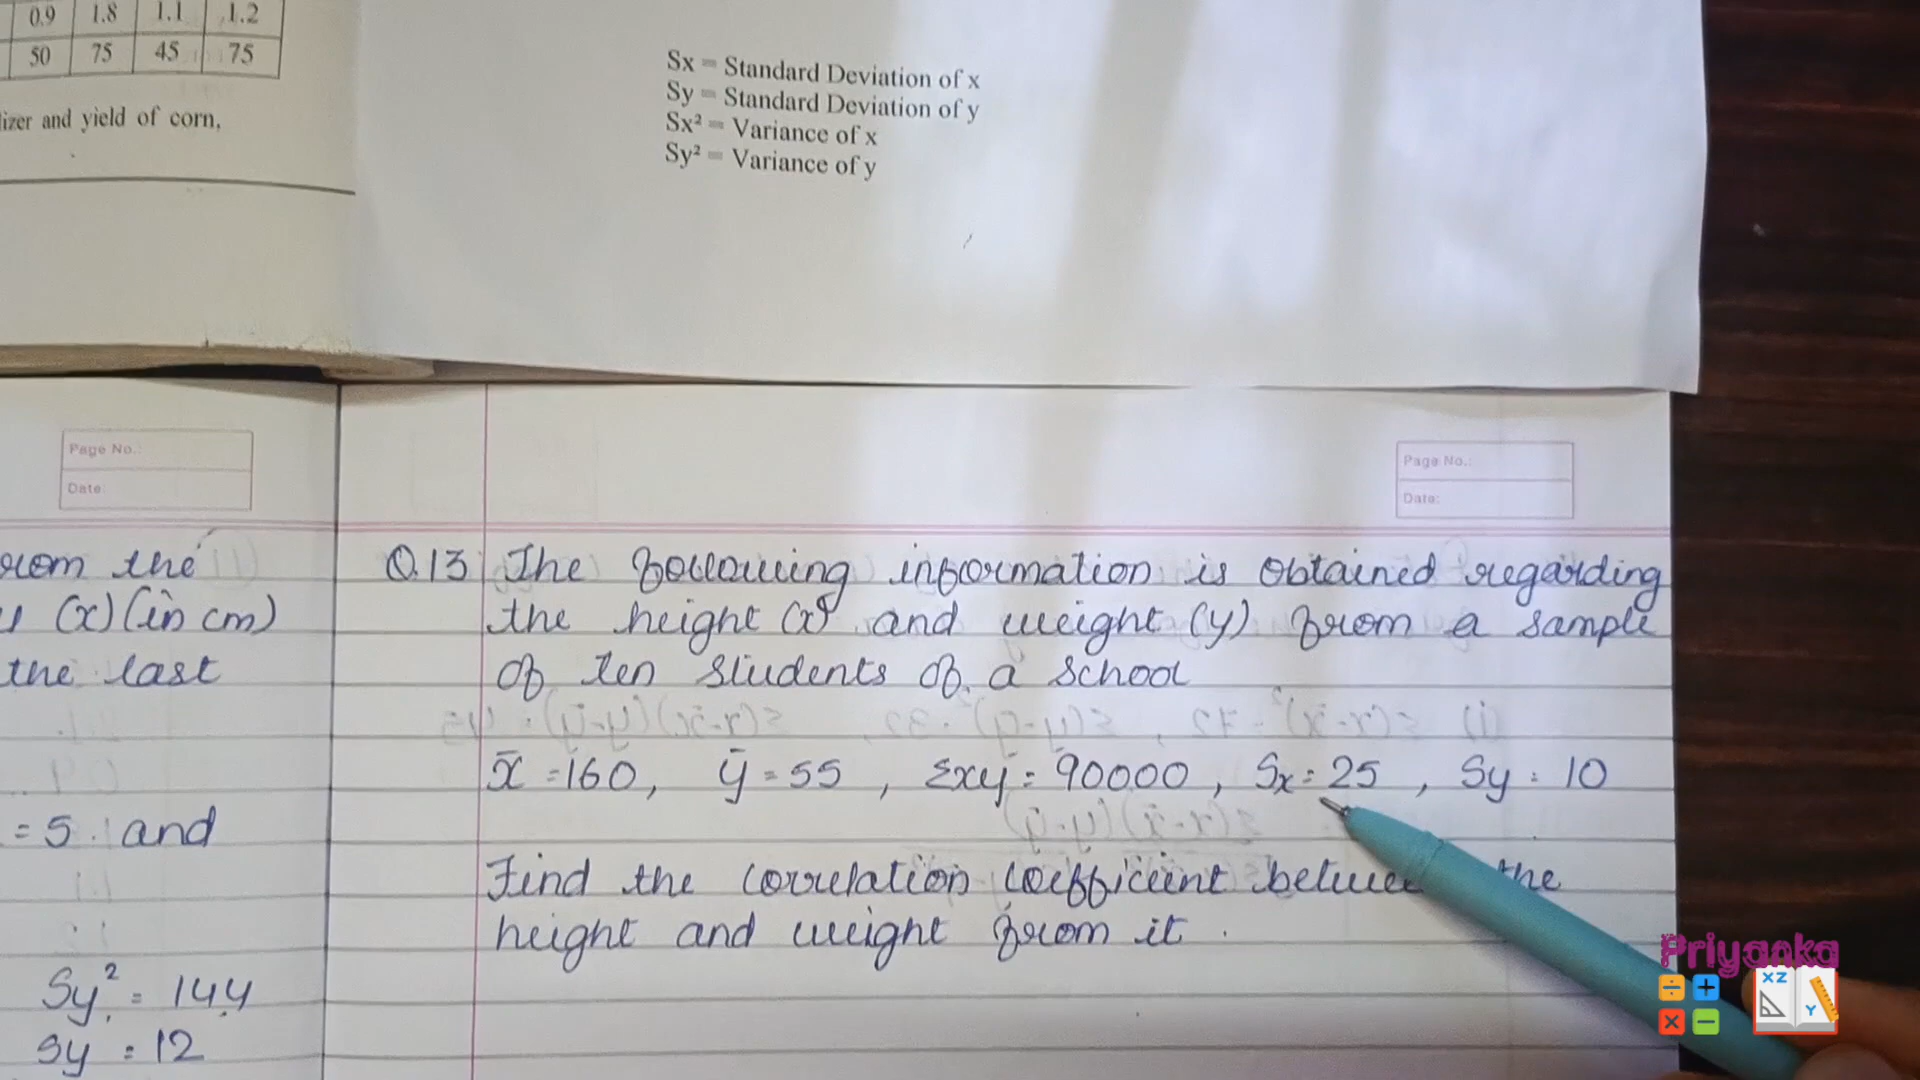 0.9 1.8 1.1 1.2
50 75 45 75
lizer and yield of corn,
Sx = Standard Deviation of x
Sy = Standard Deviation of y
Sx² = Variance of x
Sy² = Variance of y
Page No.:
Date:
rom the
(x) (in cm)
the last
= 5. and
Sy² = 144
Sy = 12
Page No.:
Date:
Q.13 The following information is obtained regarding
the height (x) and weight (y) from a sample
of ten students of a school
x̄ = 160, ȳ = 55, Σxy = 90000, Sx = 25, Sy = 10
Find the correlation coefficient between the
height and weight from it.
Priyanka
XZ
Y